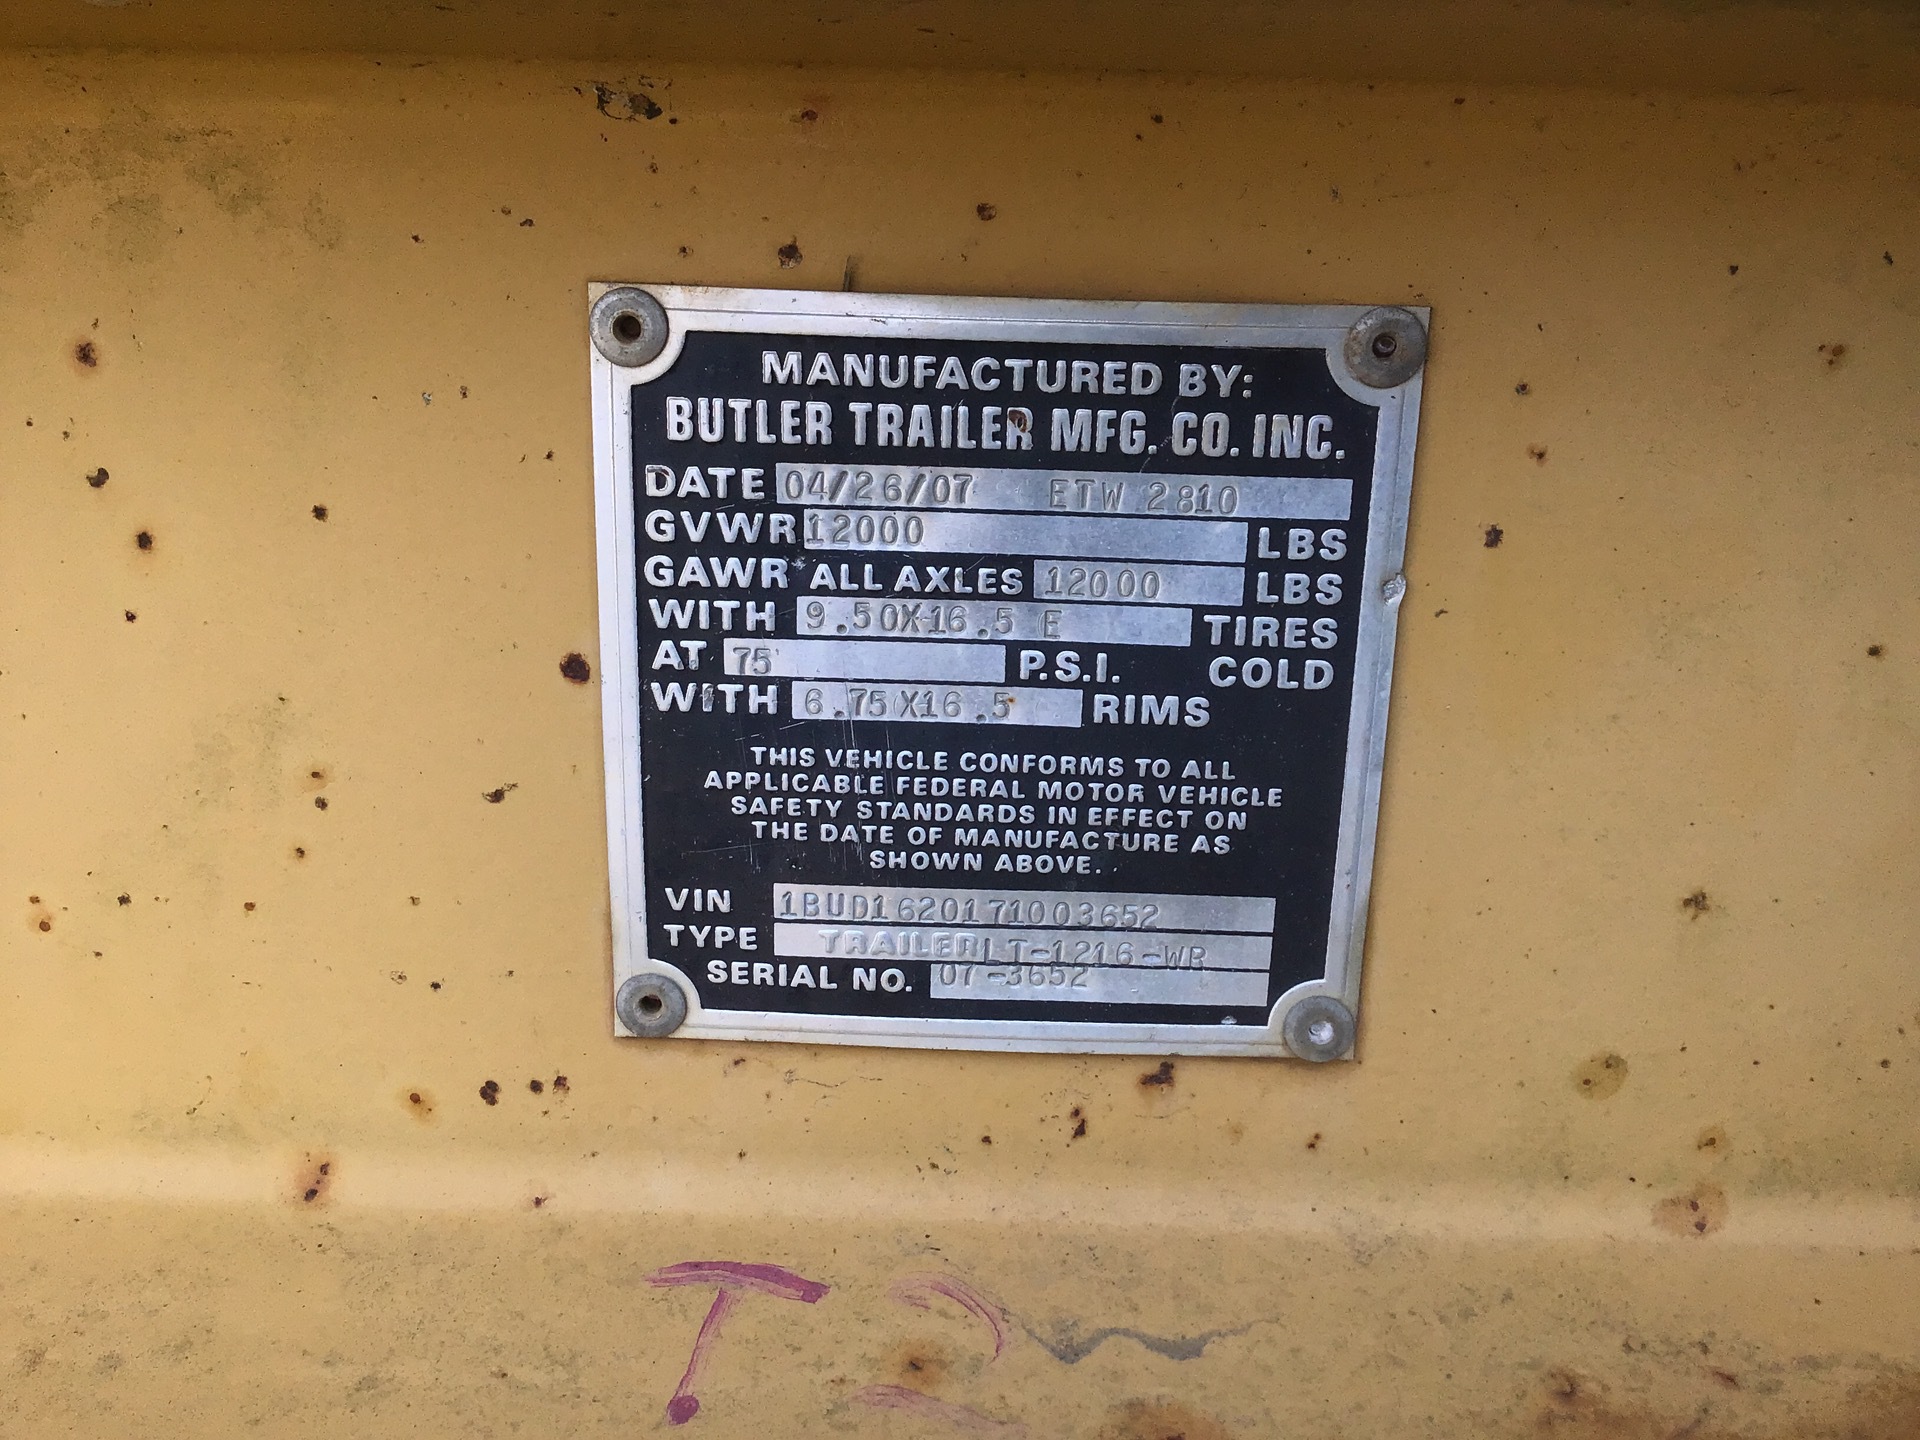 MANUFACTURED BY:
BUTLER TRAILER MFG. CO. INC.
DATE 04/26/07 ETW 2810
GVWR 12000 LBS
GAWR ALL AXLES 12000 LBS
WITH 9.50X16.5 E TIRES
AT 75 P.S.I. COLD
WITH 6.75X16.5 RIMS
THIS VEHICLE CONFORMS TO ALL
APPLICABLE FEDERAL MOTOR VEHICLE
SAFETY STANDARDS IN EFFECT ON
THE DATE OF MANUFACTURE AS
SHOWN ABOVE.
VIN 1BUD1620171003652
TYPE TRAILER LT-1216-WR
SERIAL NO. 07-3652